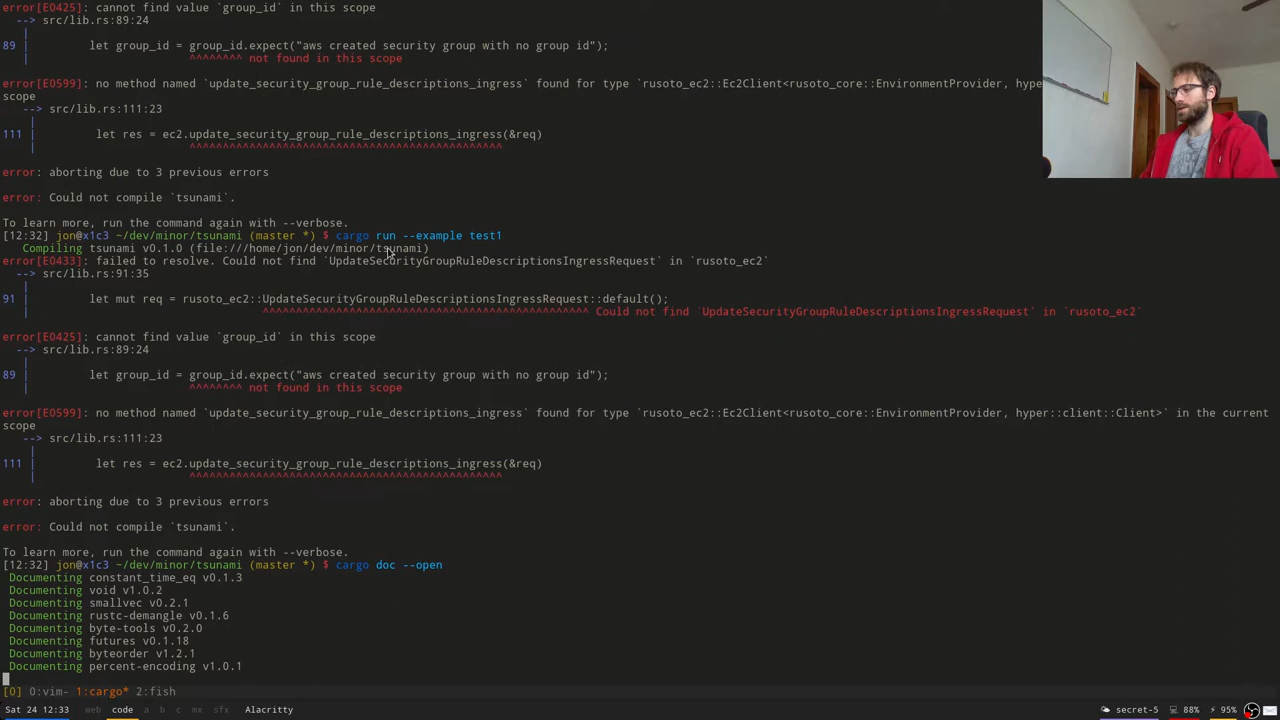 error[E0425]: cannot find value `group_id` in this scope
  --> src/lib.rs:89:24
   |
89 |         let group_id = group_id.expect("aws created security group with no group id");
   |                        ^^^^^^^^ not found in this scope
error[E0599]: no method named `update_security_group_rule_descriptions_ingress` found for type `rusoto_ec2::Ec2Client<rusoto_core::EnvironmentProvider, hype
scope
   --> src/lib.rs:111:23
    |
111 |         let res = ec2.update_security_group_rule_descriptions_ingress(&req)
    |                       ^^^^^^^^^^^^^^^^^^^^^^^^^^^^^^^^^^^^^^^^^^^^^^^
error: aborting due to 3 previous errors
error: Could not compile `tsunami`.
To learn more, run the command again with --verbose.
[12:32] jon@x1c3 ~/dev/minor/tsunami (master *) $ cargo run --example test1
   Compiling tsunami v0.1.0 (file:///home/jon/dev/minor/tsunami)
error[E0433]: failed to resolve. Could not find `UpdateSecurityGroupRuleDescriptionsIngressRequest` in `rusoto_ec2`
  --> src/lib.rs:91:35
   |
91 |         let mut req = rusoto_ec2::UpdateSecurityGroupRuleDescriptionsIngressRequest::default();
   |                                   ^^^^^^^^^^^^^^^^^^^^^^^^^^^^^^^^^^^^^^^^^^^^^^^^^ Could not find `UpdateSecurityGroupRuleDescriptionsIngressRequest` in `rusoto_ec2`
error[E0425]: cannot find value `group_id` in this scope
  --> src/lib.rs:89:24
   |
89 |         let group_id = group_id.expect("aws created security group with no group id");
   |                        ^^^^^^^^ not found in this scope
error[E0599]: no method named `update_security_group_rule_descriptions_ingress` found for type `rusoto_ec2::Ec2Client<rusoto_core::EnvironmentProvider, hyper::client::Client>` in the current
scope
   --> src/lib.rs:111:23
    |
111 |         let res = ec2.update_security_group_rule_descriptions_ingress(&req)
    |                       ^^^^^^^^^^^^^^^^^^^^^^^^^^^^^^^^^^^^^^^^^^^^^^^
error: aborting due to 3 previous errors
error: Could not compile `tsunami`.
To learn more, run the command again with --verbose.
[12:32] jon@x1c3 ~/dev/minor/tsunami (master *) $ cargo doc --open
 Documenting constant_time_eq v0.1.3
 Documenting void v1.0.2
 Documenting smallvec v0.2.1
 Documenting rustc-demangle v0.1.6
 Documenting byte-tools v0.2.0
 Documenting futures v0.1.18
 Documenting byteorder v1.2.1
 Documenting percent-encoding v1.0.1
[0] 0:vim- 1:cargo* 2:fish
Sat 24 12:33 web code a b c mx sfx Alacritty secret-5 88% 95%